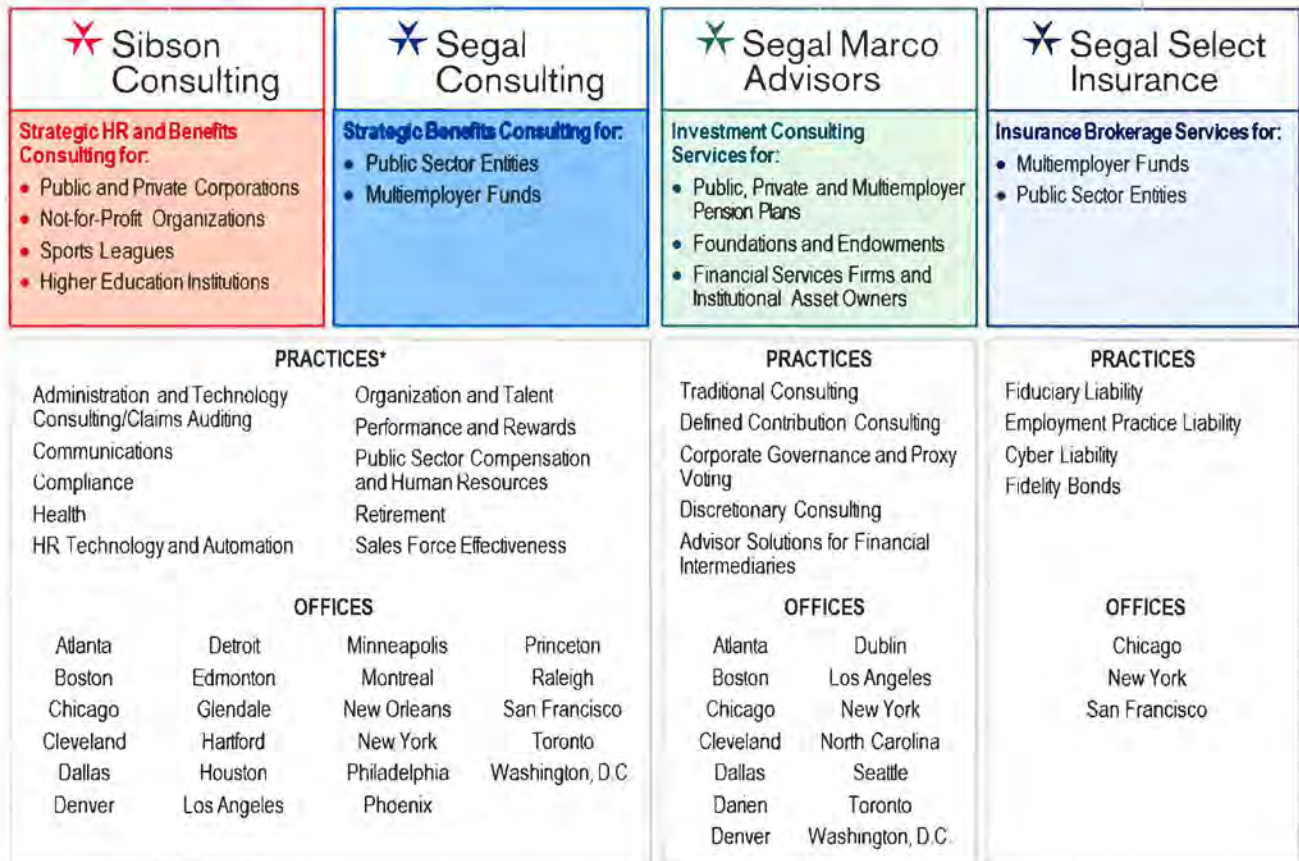 Sibson
Consulting
Strategic HR and Benefits
Consulting for:
• Public and Private Corporations
• Not-for-Profit Organizations
• Sports Leagues
• Higher Education Institutions
Segal
Consulting
Strategic Benefits Consulting for:
• Public Sector Entities
• Multiemployer Funds
Segal Marco
Advisors
Investment Consulting
Services for:
• Public, Private and Multiemployer
Pension Plans
• Foundations and Endowments
• Financial Services Firms and
Institutional Asset Owners
Segal Select
Insurance
Insurance Brokerage Services for:
• Multiemployer Funds
• Public Sector Entities
PRACTICES*
Administration and Technology
Consulting/Claims Auditing
Communications
Compliance
Health
HR Technology and Automation
Organization and Talent
Performance and Rewards
Public Sector Compensation
and Human Resources
Retirement
Sales Force Effectiveness
OFFICES
Atlanta
Boston
Chicago
Cleveland
Dallas
Denver
Detroit
Edmonton
Glendale
Hartford
Houston
Los Angeles
Minneapolis
Montreal
New Orleans
New York
Philadelphia
Phoenix
Princeton
Raleigh
San Francisco
Toronto
Washington, D.C
PRACTICES
Traditional Consulting
Defined Contribution Consulting
Corporate Governance and Proxy
Voting
Discretionary Consulting
Advisor Solutions for Financial
Intermediaries
OFFICES
Atlanta
Boston
Chicago
Cleveland
Dallas
Darien
Denver
Dublin
Los Angeles
New York
North Carolina
Seattle
Toronto
Washington, D.C.
PRACTICES
Fiduciary Liability
Employment Practice Liability
Cyber Liability
Fidelity Bonds
OFFICES
Chicago
New York
San Francisco